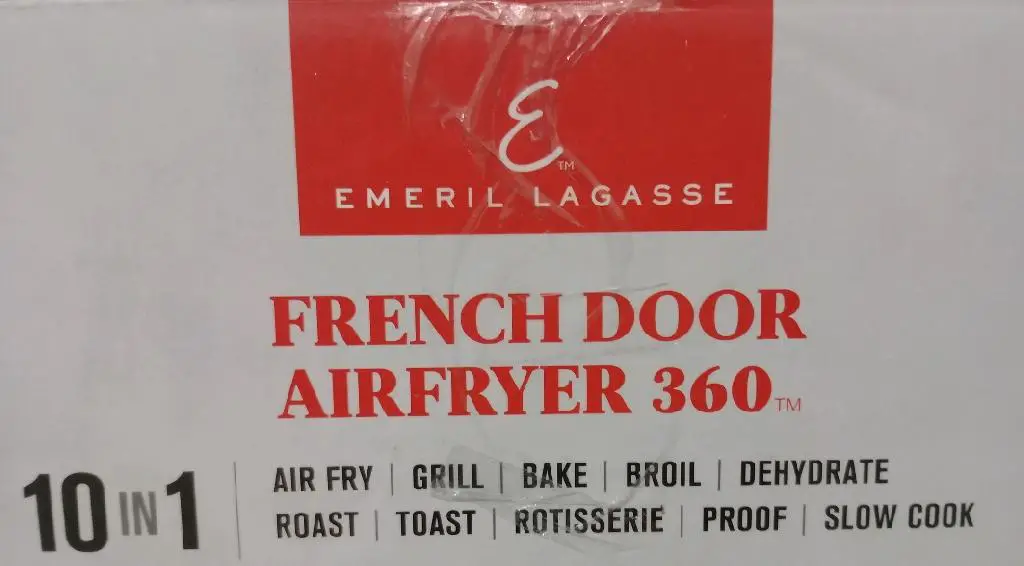 E™
EMERIL LAGASSE
FRENCH DOOR
AIRFRYER 360™
10 IN 1
AIR FRY | GRILL | BAKE | BROIL | DEHYDRATE
ROAST | TOAST | ROTISSERIE | PROOF | SLOW COOK